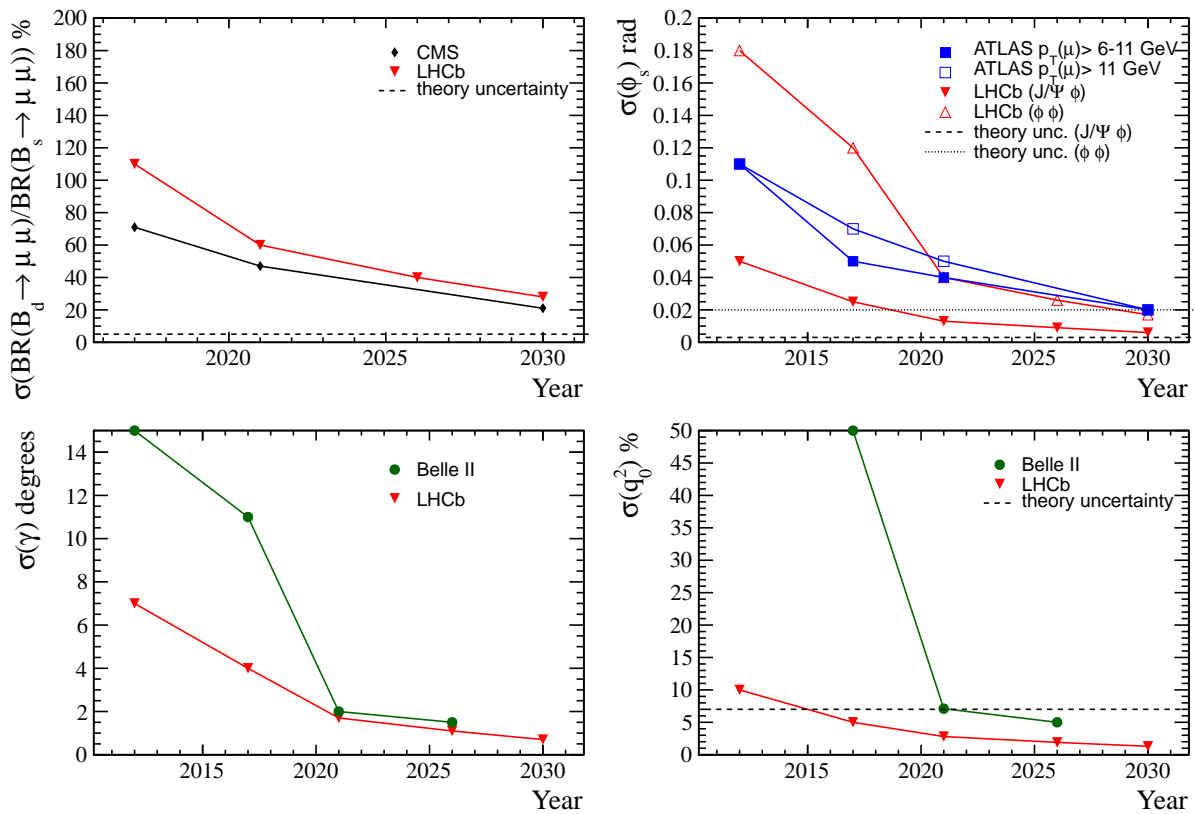 σ(BR(B_d → μ μ)/BR(B_s → μ μ)) %
200
180
160
140
120
100
80
60
40
20
0
CMS
LHCb
theory uncertainty
2020 2025 2030
Year
σ(φ_s) rad
0.2
0.18
0.16
0.14
0.12
0.1
0.08
0.06
0.04
0.02
0
ATLAS p_T(μ)> 6-11 GeV
ATLAS p_T(μ)> 11 GeV
LHCb (J/Ψ φ)
LHCb (φ φ)
theory unc. (J/Ψ φ)
theory unc. (φ φ)
2015 2020 2025 2030
Year
σ(γ) degrees
14
12
10
8
6
4
2
0
Belle II
LHCb
2015 2020 2025 2030
Year
σ(q_0^2) %
50
45
40
35
30
25
20
15
10
5
0
Belle II
LHCb
theory uncertainty
2015 2020 2025 2030
Year